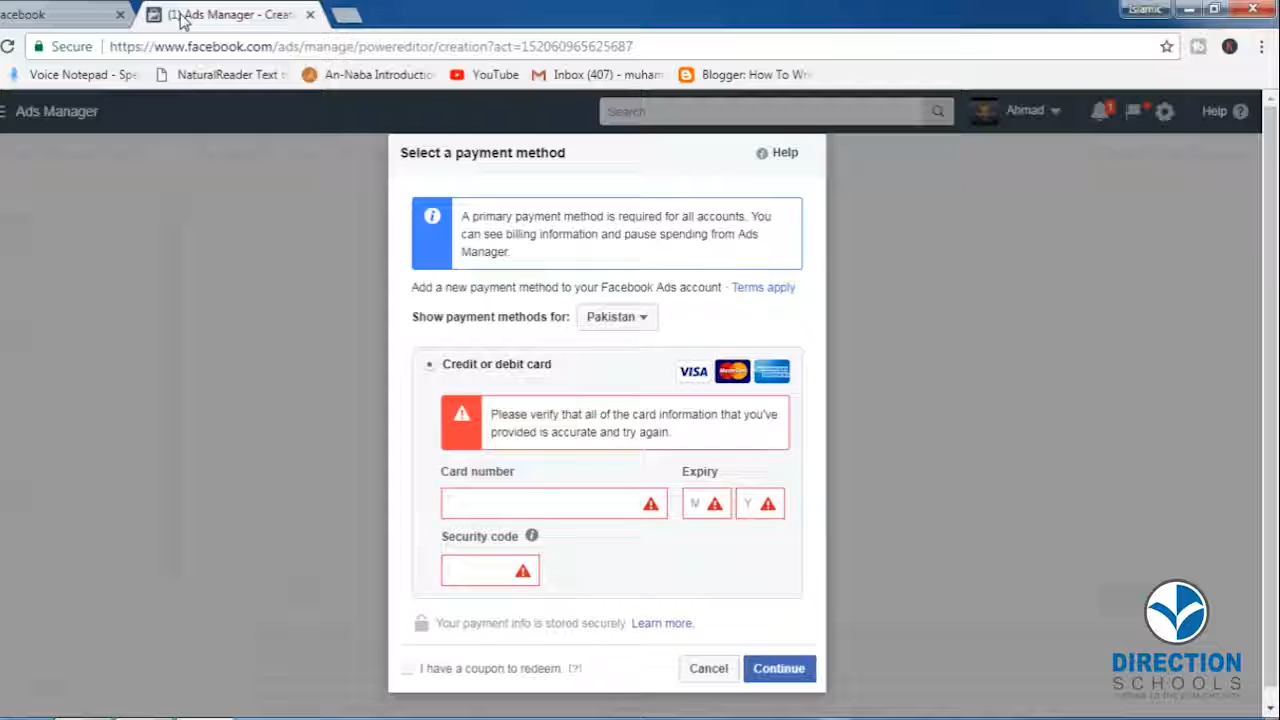 acebook
(1) Ads Manager - Creat
Islamic
Secure
https://www.facebook.com/ads/manage/powereditor/creation?act=152060965625687
Voice Notepad - Spe
NaturalReader Text t
An-Naba Introductio
YouTube
Inbox (407) - muham
Blogger: How To Wr
Ads Manager
Search
Ahmad
1
Help
Select a payment method
Help
A primary payment method is required for all accounts. You
can see billing information and pause spending from Ads
Manager.
Add a new payment method to your Facebook Ads account · Terms apply
Show payment methods for: Pakistan
Credit or debit card
VISA
MasterCard
Please verify that all of the card information that you've
provided is accurate and try again.
Card number
Expiry
M
Y
Security code
Your payment info is stored securely. Learn more.
I have a coupon to redeem. [?]
Cancel
Continue
DIRECTION
SCHOOLS